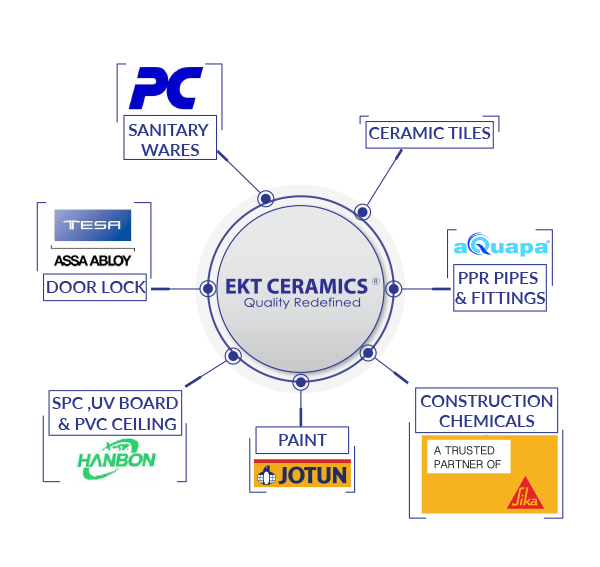 PC
SANITARY
WARES
CERAMIC TILES
TESA
ASSA ABLOY
DOOR LOCK
EKT CERAMICS®
Quality Redefined
aQuapa®
PPR PIPES
& FITTINGS
SPC ,UV BOARD
& PVC CEILING
HANBON
PAINT
JOTUN
CONSTRUCTION
CHEMICALS
A TRUSTED
PARTNER OF
Sika